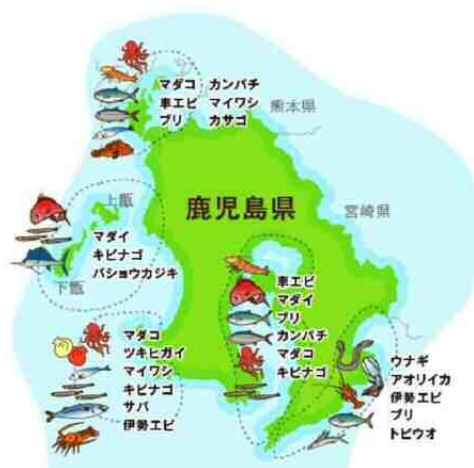 マダコ カンパチ
車エビ マイワシ
ブリ カサゴ
熊本県
上甑
鹿児島県
宮崎県
マダイ
キビナゴ
バショウカジキ
下甑
車エビ
マダイ
ブリ
カンパチ
マダコ
キビナゴ
マダコ
ツキヒガイ
マイワシ
キビナゴ
サバ
伊勢エビ
ウナギ
アオリイカ
伊勢エビ
ブリ
トビウオ